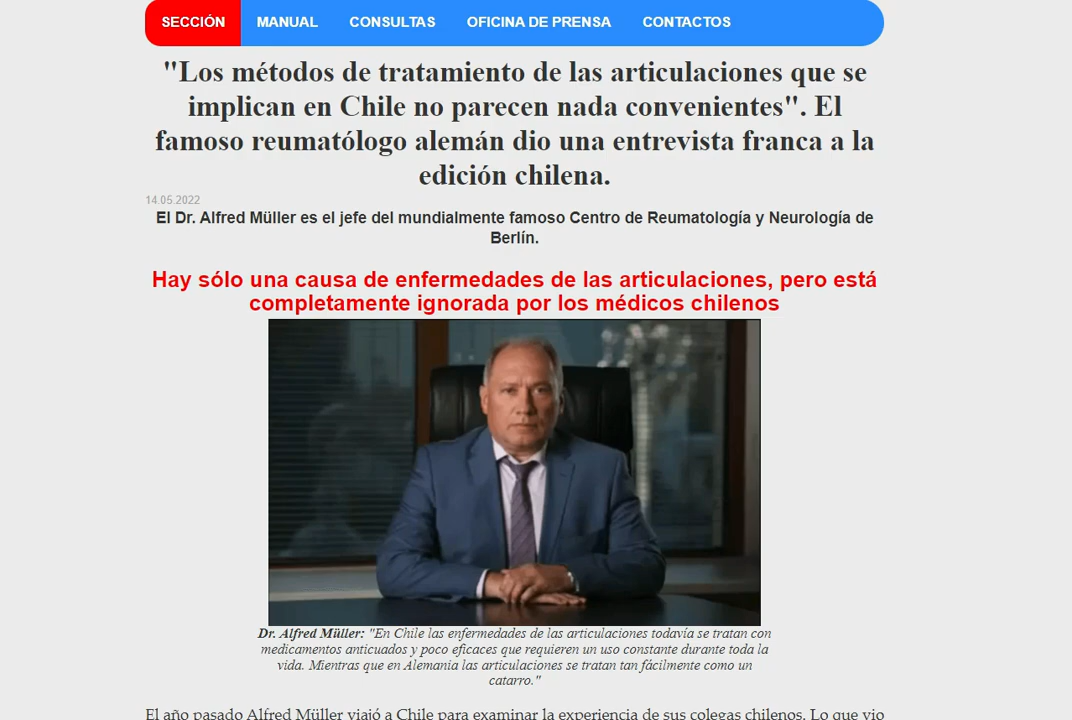 SECCIÓN MANUAL CONSULTAS OFICINA DE PRENSA CONTACTOS
"Los métodos de tratamiento de las articulaciones que se
implican en Chile no parecen nada convenientes". El
famoso reumatólogo alemán dio una entrevista franca a la
edición chilena.
14.05.2022
El Dr. Alfred Müller es el jefe del mundialmente famoso Centro de Reumatología y Neurología de
Berlín.
Hay sólo una causa de enfermedades de las articulaciones, pero está
completamente ignorada por los médicos chilenos
Dr. Alfred Müller: "En Chile las enfermedades de las articulaciones todavía se tratan con
medicamentos anticuados y poco eficaces que requieren un uso constante durante toda la
vida. Mientras que en Alemania las articulaciones se tratan tan fácilmente como un
catarro."
El año pasado Alfred Müller viajó a Chile para examinar la experiencia de sus colegas chilenos. Lo que vio